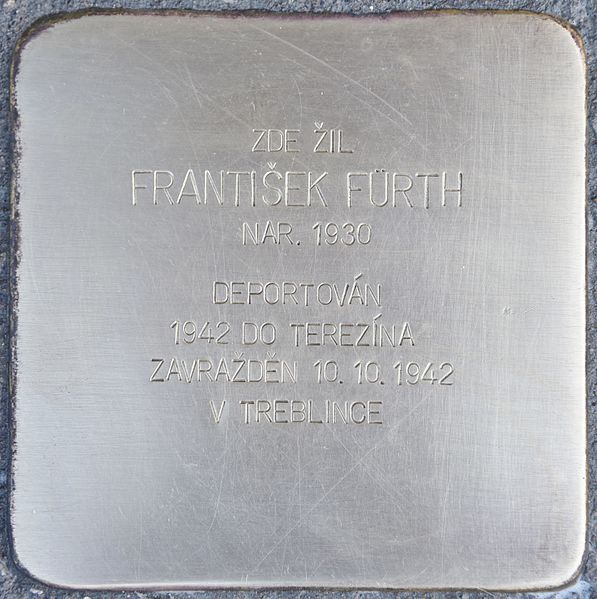 ZDE ŽIL
FRANTIŠEK FÜRTH
NAR. 1930
DEPORTOVÁN
1942 DO TEREZÍNA
ZAVRAŽDĚN 10. 10. 1942
V TREBLINCE